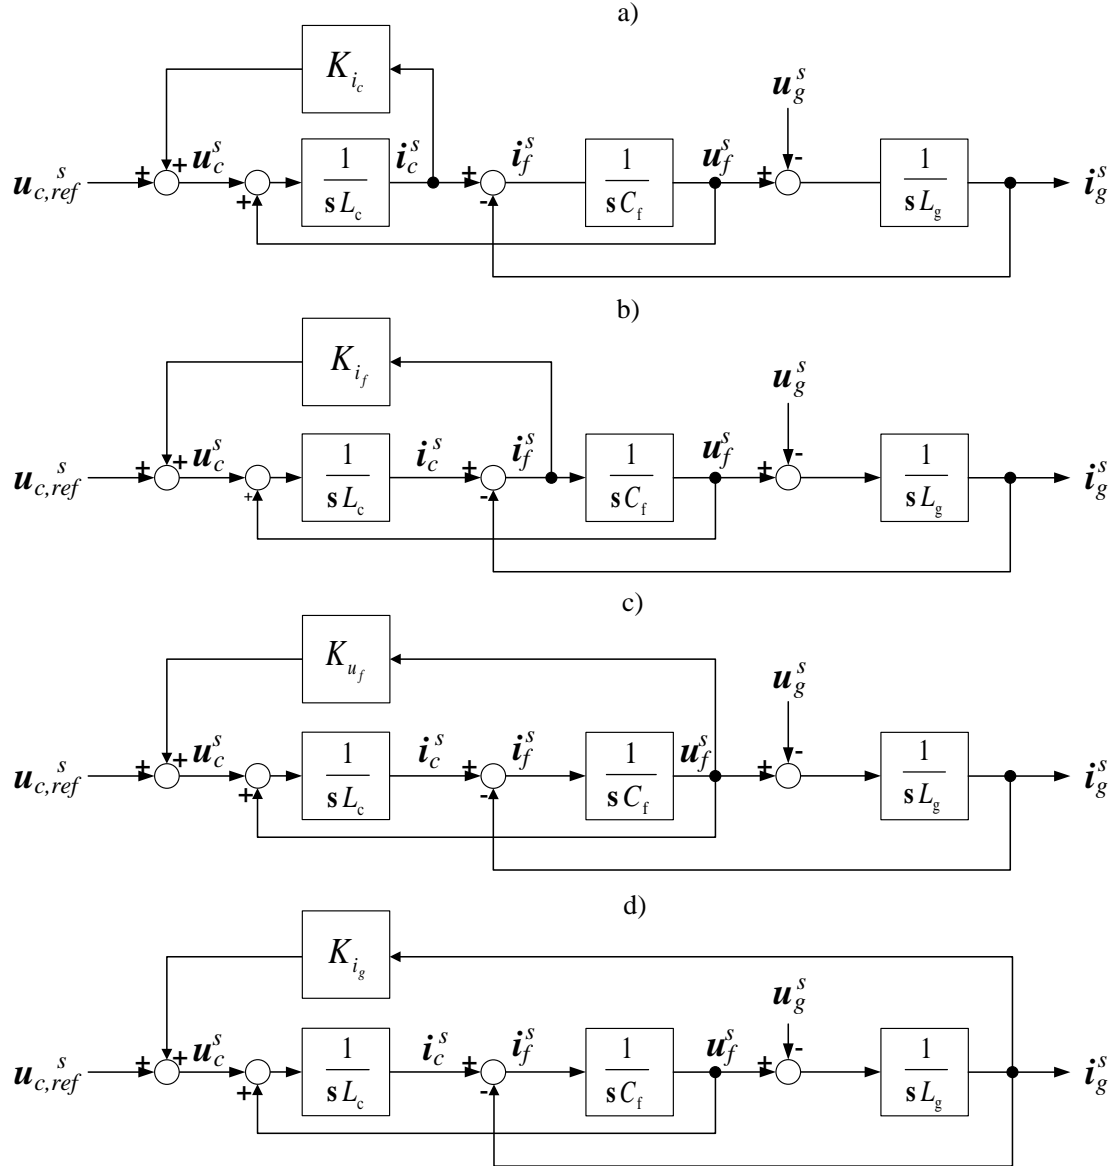 a)
K_{i_c}
u_g^s
u_{c,ref}^s + + u_c^s + 1/sL_c i_c^s + - i_f^s 1/sC_f u_f^s + - 1/sL_g i_g^s
b)
K_{i_f}
u_g^s
u_{c,ref}^s + + u_c^s + 1/sL_c i_c^s + - i_f^s 1/sC_f u_f^s + - 1/sL_g i_g^s
c)
K_{u_f}
u_g^s
u_{c,ref}^s + + u_c^s + 1/sL_c i_c^s + - i_f^s 1/sC_f u_f^s + - 1/sL_g i_g^s
d)
K_{i_g}
u_g^s
u_{c,ref}^s + + u_c^s + 1/sL_c i_c^s + - i_f^s 1/sC_f u_f^s + - 1/sL_g i_g^s